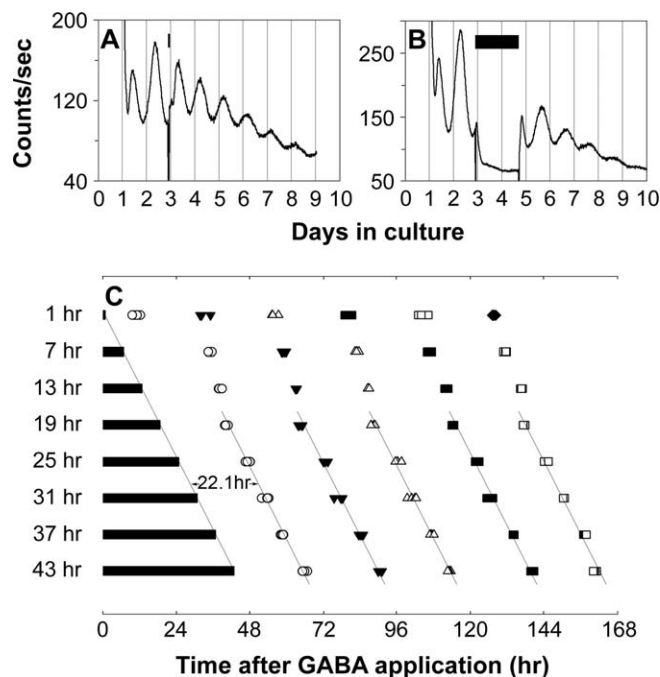 A
B
Counts/sec
200
120
40
0 1 2 3 4 5 6 7 8 9 10
250
150
50
0 1 2 3 4 5 6 7 8 9 10
Days in culture
C
1 hr
7 hr
13 hr
19 hr
25 hr
31 hr
37 hr
43 hr
22.1hr
0 24 48 72 96 120 144 168
Time after GABA application (hr)